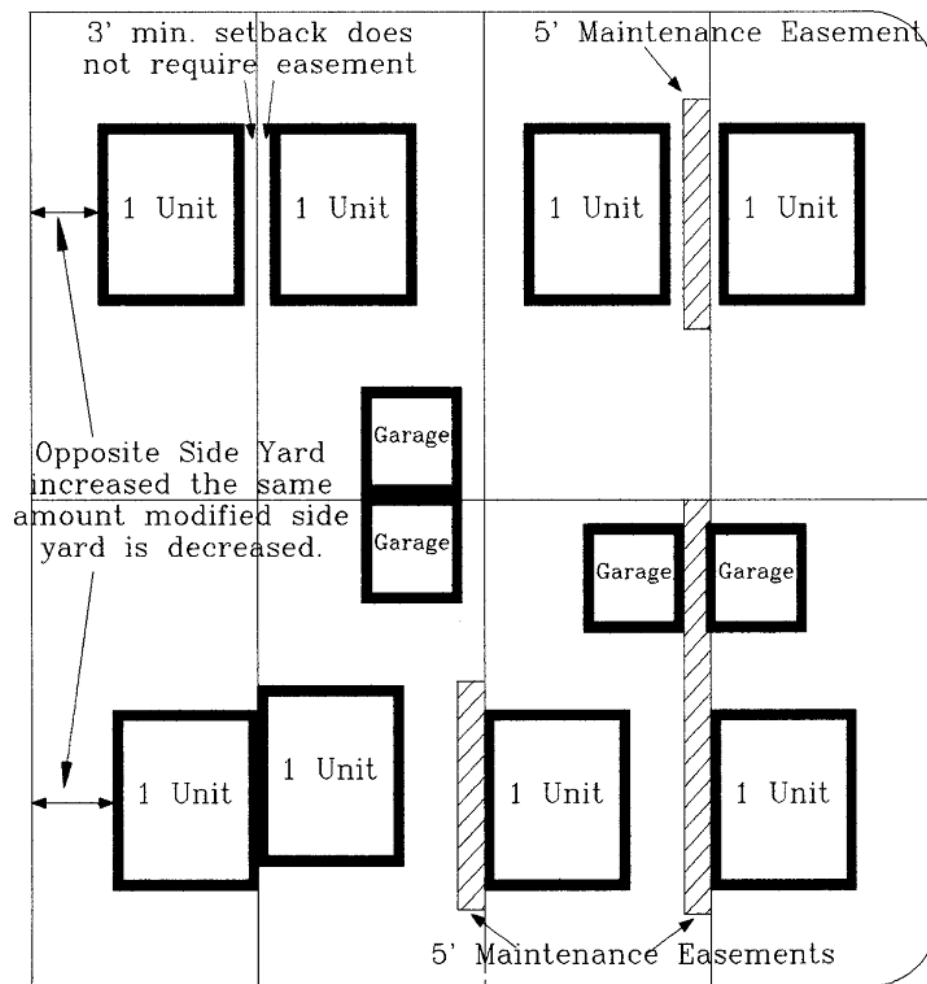 3' min. setback does
not require easement
5' Maintenance Easement
1 Unit
1 Unit
1 Unit
1 Unit
Garage
Opposite Side Yard
increased the same
amount modified side
yard is decreased.
Garage
Garage
Garage
1 Unit
1 Unit
1 Unit
1 Unit
5' Maintenance Easements